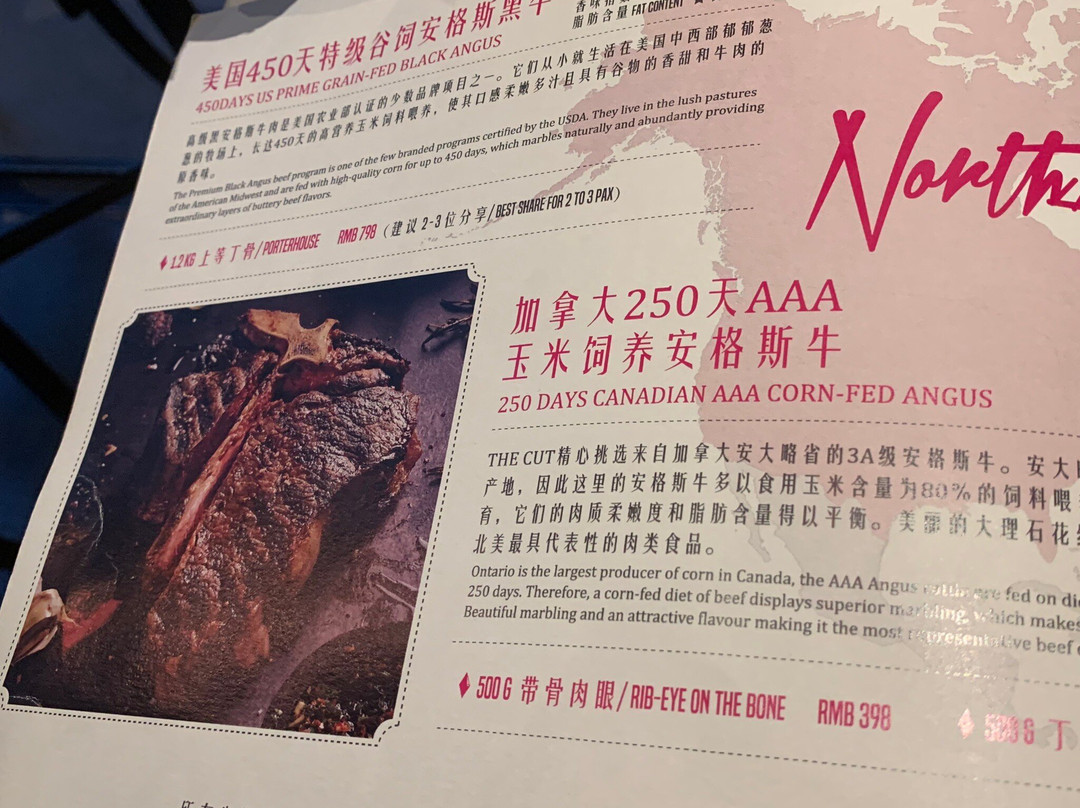 脂肪含量 FAT CONTENT
美国450天特级谷饲安格斯黑牛
450DAYS US PRIME GRAIN-FED BLACK ANGUS
高级黑安格斯牛肉是美国农业部认证的少数品牌项目之一。它们从小就生活在美国中西部郁郁葱
葱的牧场上，长达450天的高营养玉米饲料喂养，使其口感柔嫩多汁且具有谷物的香甜和牛肉的
原香味。
The Premium Black Angus beef program is one of the few branded programs certified by the USDA. They live in the lush pastures
of the American Midwest and are fed with high-quality corn for up to 450 days, which marbles naturally and abundantly providing
extraordinary layers of buttery beef flavors.
1.2 KG 上等丁骨/PORTERHOUSE RMB 798 (建议2-3位分享/BEST SHARE FOR 2 TO 3 PAX)
North
加拿大250天AAA
玉米饲养安格斯牛
250 DAYS CANADIAN AAA CORN-FED ANGUS
THE CUT精心挑选来自加拿大安大略省的3A级安格斯牛。安大
产地，因此这里的安格斯牛多以食用玉米含量为80%的饲料喂
育，它们的肉质柔嫩度和脂肪含量得以平衡。美丽的大理石花
北美最具代表性的肉类食品。
Ontario is the largest producer of corn in Canada, the AAA Angus cattle are fed on
250 days. Therefore, a corn-fed diet of beef displays superior marbling, which makes
Beautiful marbling and an attractive flavour making it the most representative beef
500 G 带骨肉眼/RIB-EYE ON THE BONE RMB 398 500 G 丁